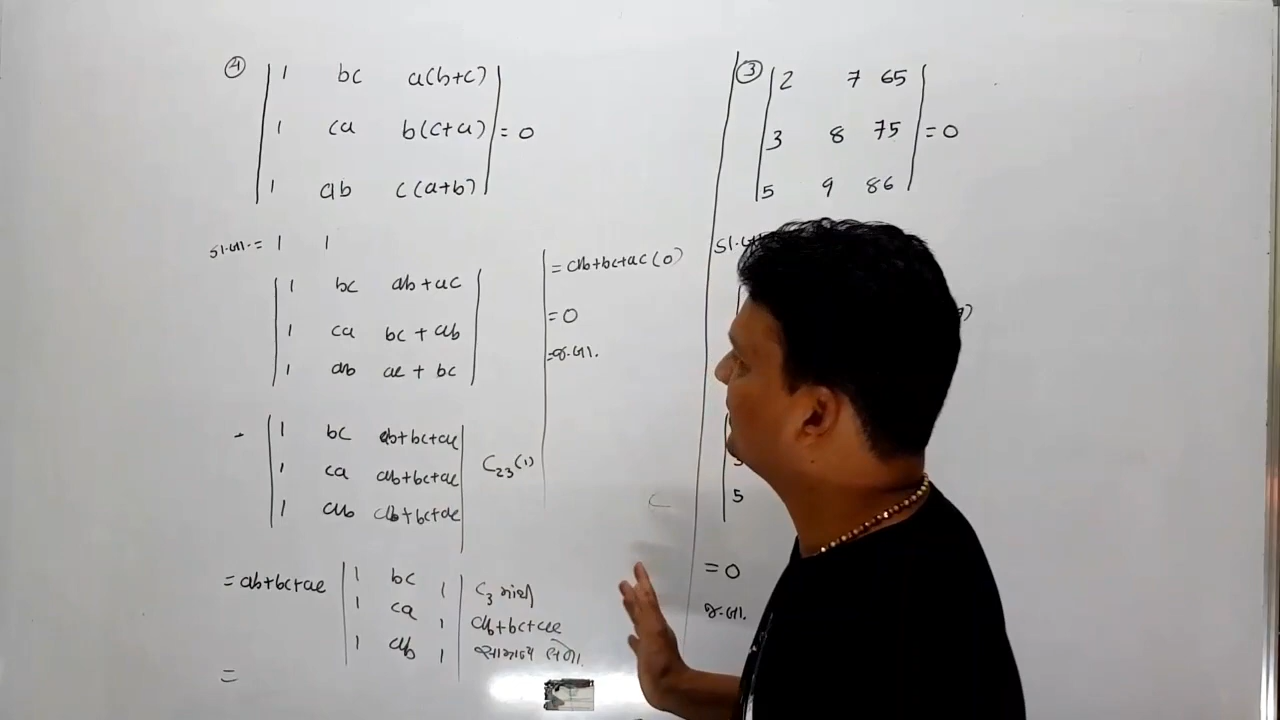 ④ | 1 bc a(b+c) |
| 1 ca b(c+a) | = 0
| 1 ab c(a+b) |
ડા.બા. = | |
| 1 bc ab+ac |
| 1 ca bc + ab |
| 1 ab ac + bc |
| 1 bc ab+bc+ac |
| 1 ca ab+bc+ac | C₂₃(1)
| 1 ab ab+bc+ac |
= ab+bc+ac | 1 bc 1 | C₃ માંથી
| 1 ca 1 | ab+bc+ac
| 1 ab 1 | સામાન્ય લેતા.
=
= ab+bc+ac (0)
= 0
= જ.બા.
③ | 2 7 65 |
| 3 8 75 | = 0
| 5 9 86 |
5
= 0
જ.બા.